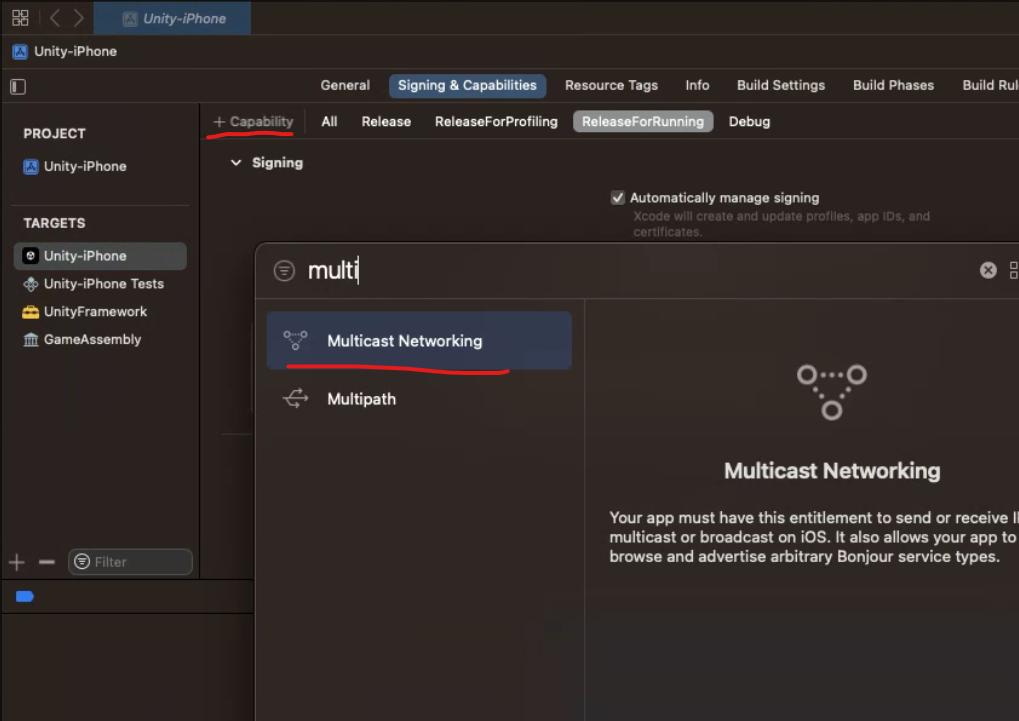 Unity-iPhone
Unity-iPhone
General Signing & Capabilities Resource Tags Info Build Settings Build Phases Build Rul
+ Capability All Release ReleaseForProfiling ReleaseForRunning Debug
PROJECT
Unity-iPhone
TARGETS
Unity-iPhone
Unity-iPhone Tests
UnityFramework
GameAssembly
Filter
Signing
Automatically manage signing
Xcode will create and update profiles, app IDs, and
certificates.
multi
Multicast Networking
Multipath
Multicast Networking
Your app must have this entitlement to send or receive I
multicast or broadcast on iOS. It also allows your app to
browse and advertise arbitrary Bonjour service types.